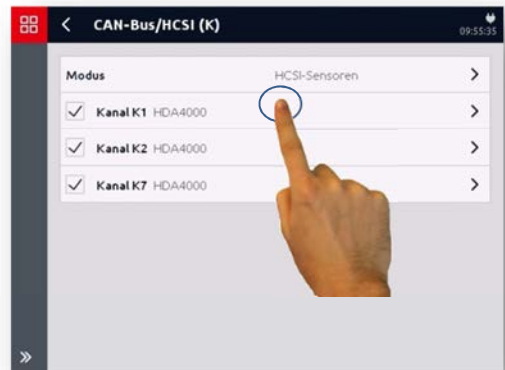 CAN-Bus/HCSI (K)
09:55:35
Modus HCSI-Sensoren
Kanal K1 HDA4000
Kanal K2 HDA4000
Kanal K7 HDA4000